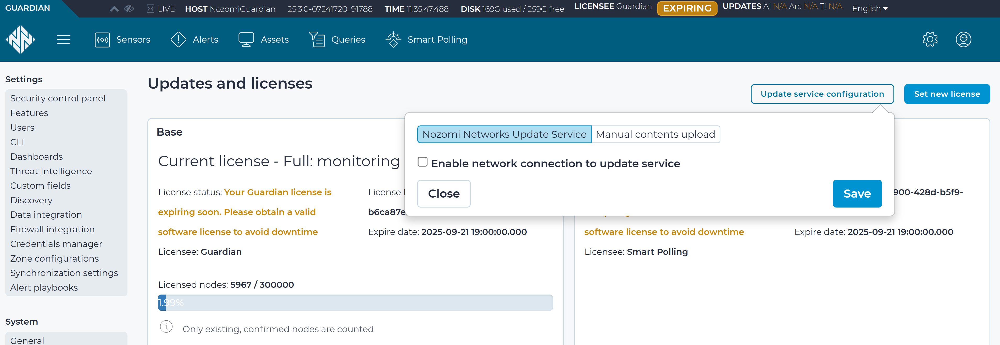 GUARDIAN
LIVE HOST NozomiGuardian 25.3.0-07241720_91788 TIME 11:35:47.488 DISK 169G used / 259G free LICENSEE Guardian EXPIRING UPDATES AI N/A Arc N/A TI N/A English
Sensors Alerts Assets Queries Smart Polling
Settings
Security control panel
Features
Users
CLI
Dashboards
Threat Intelligence
Custom fields
Discovery
Data integration
Firewall integration
Credentials manager
Zone configurations
Synchronization settings
Alert playbooks
System
General
Updates and licenses
Update service configuration Set new license
Nozomi Networks Update Service Manual contents upload
Enable network connection to update service
Close Save
Base
Current license - Full: monitoring
License status: Your Guardian license is
expiring soon. Please obtain a valid
software license to avoid downtime
License
b6ca87e
Expire date: 2025-09-21 19:00:00.000
Licensee: Guardian
Licensed nodes: 5967 / 300000
1.99%
Only existing, confirmed nodes are counted
900-428d-b5f9-
software license to avoid downtime
Expire date: 2025-09-21 19:00:00.000
Licensee: Smart Polling